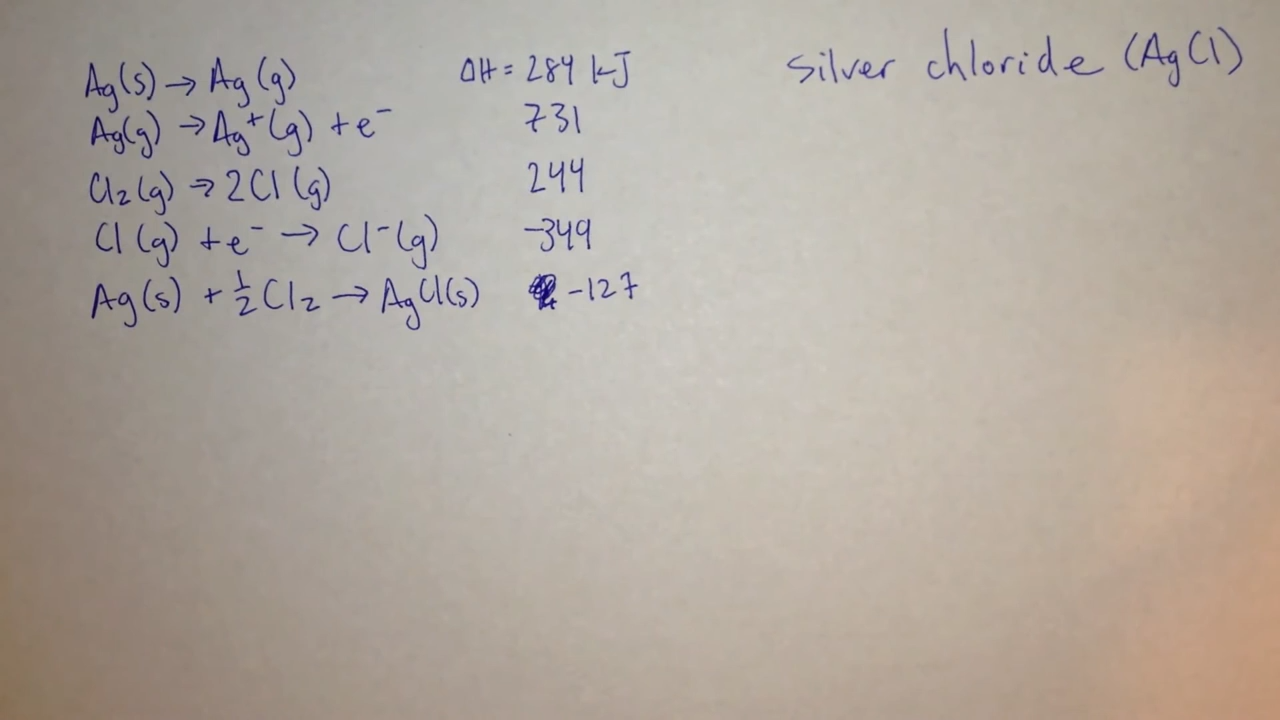 Ag(s) → Ag(g) ΔH = 284 kJ silver chloride (AgCl)
Ag(g) → Ag⁺(g) + e⁻ 731
Cl₂(g) → 2Cl(g) 244
Cl(g) + e⁻ → Cl⁻(g) -349
Ag(s) + ½Cl₂ → AgCl(s) -127